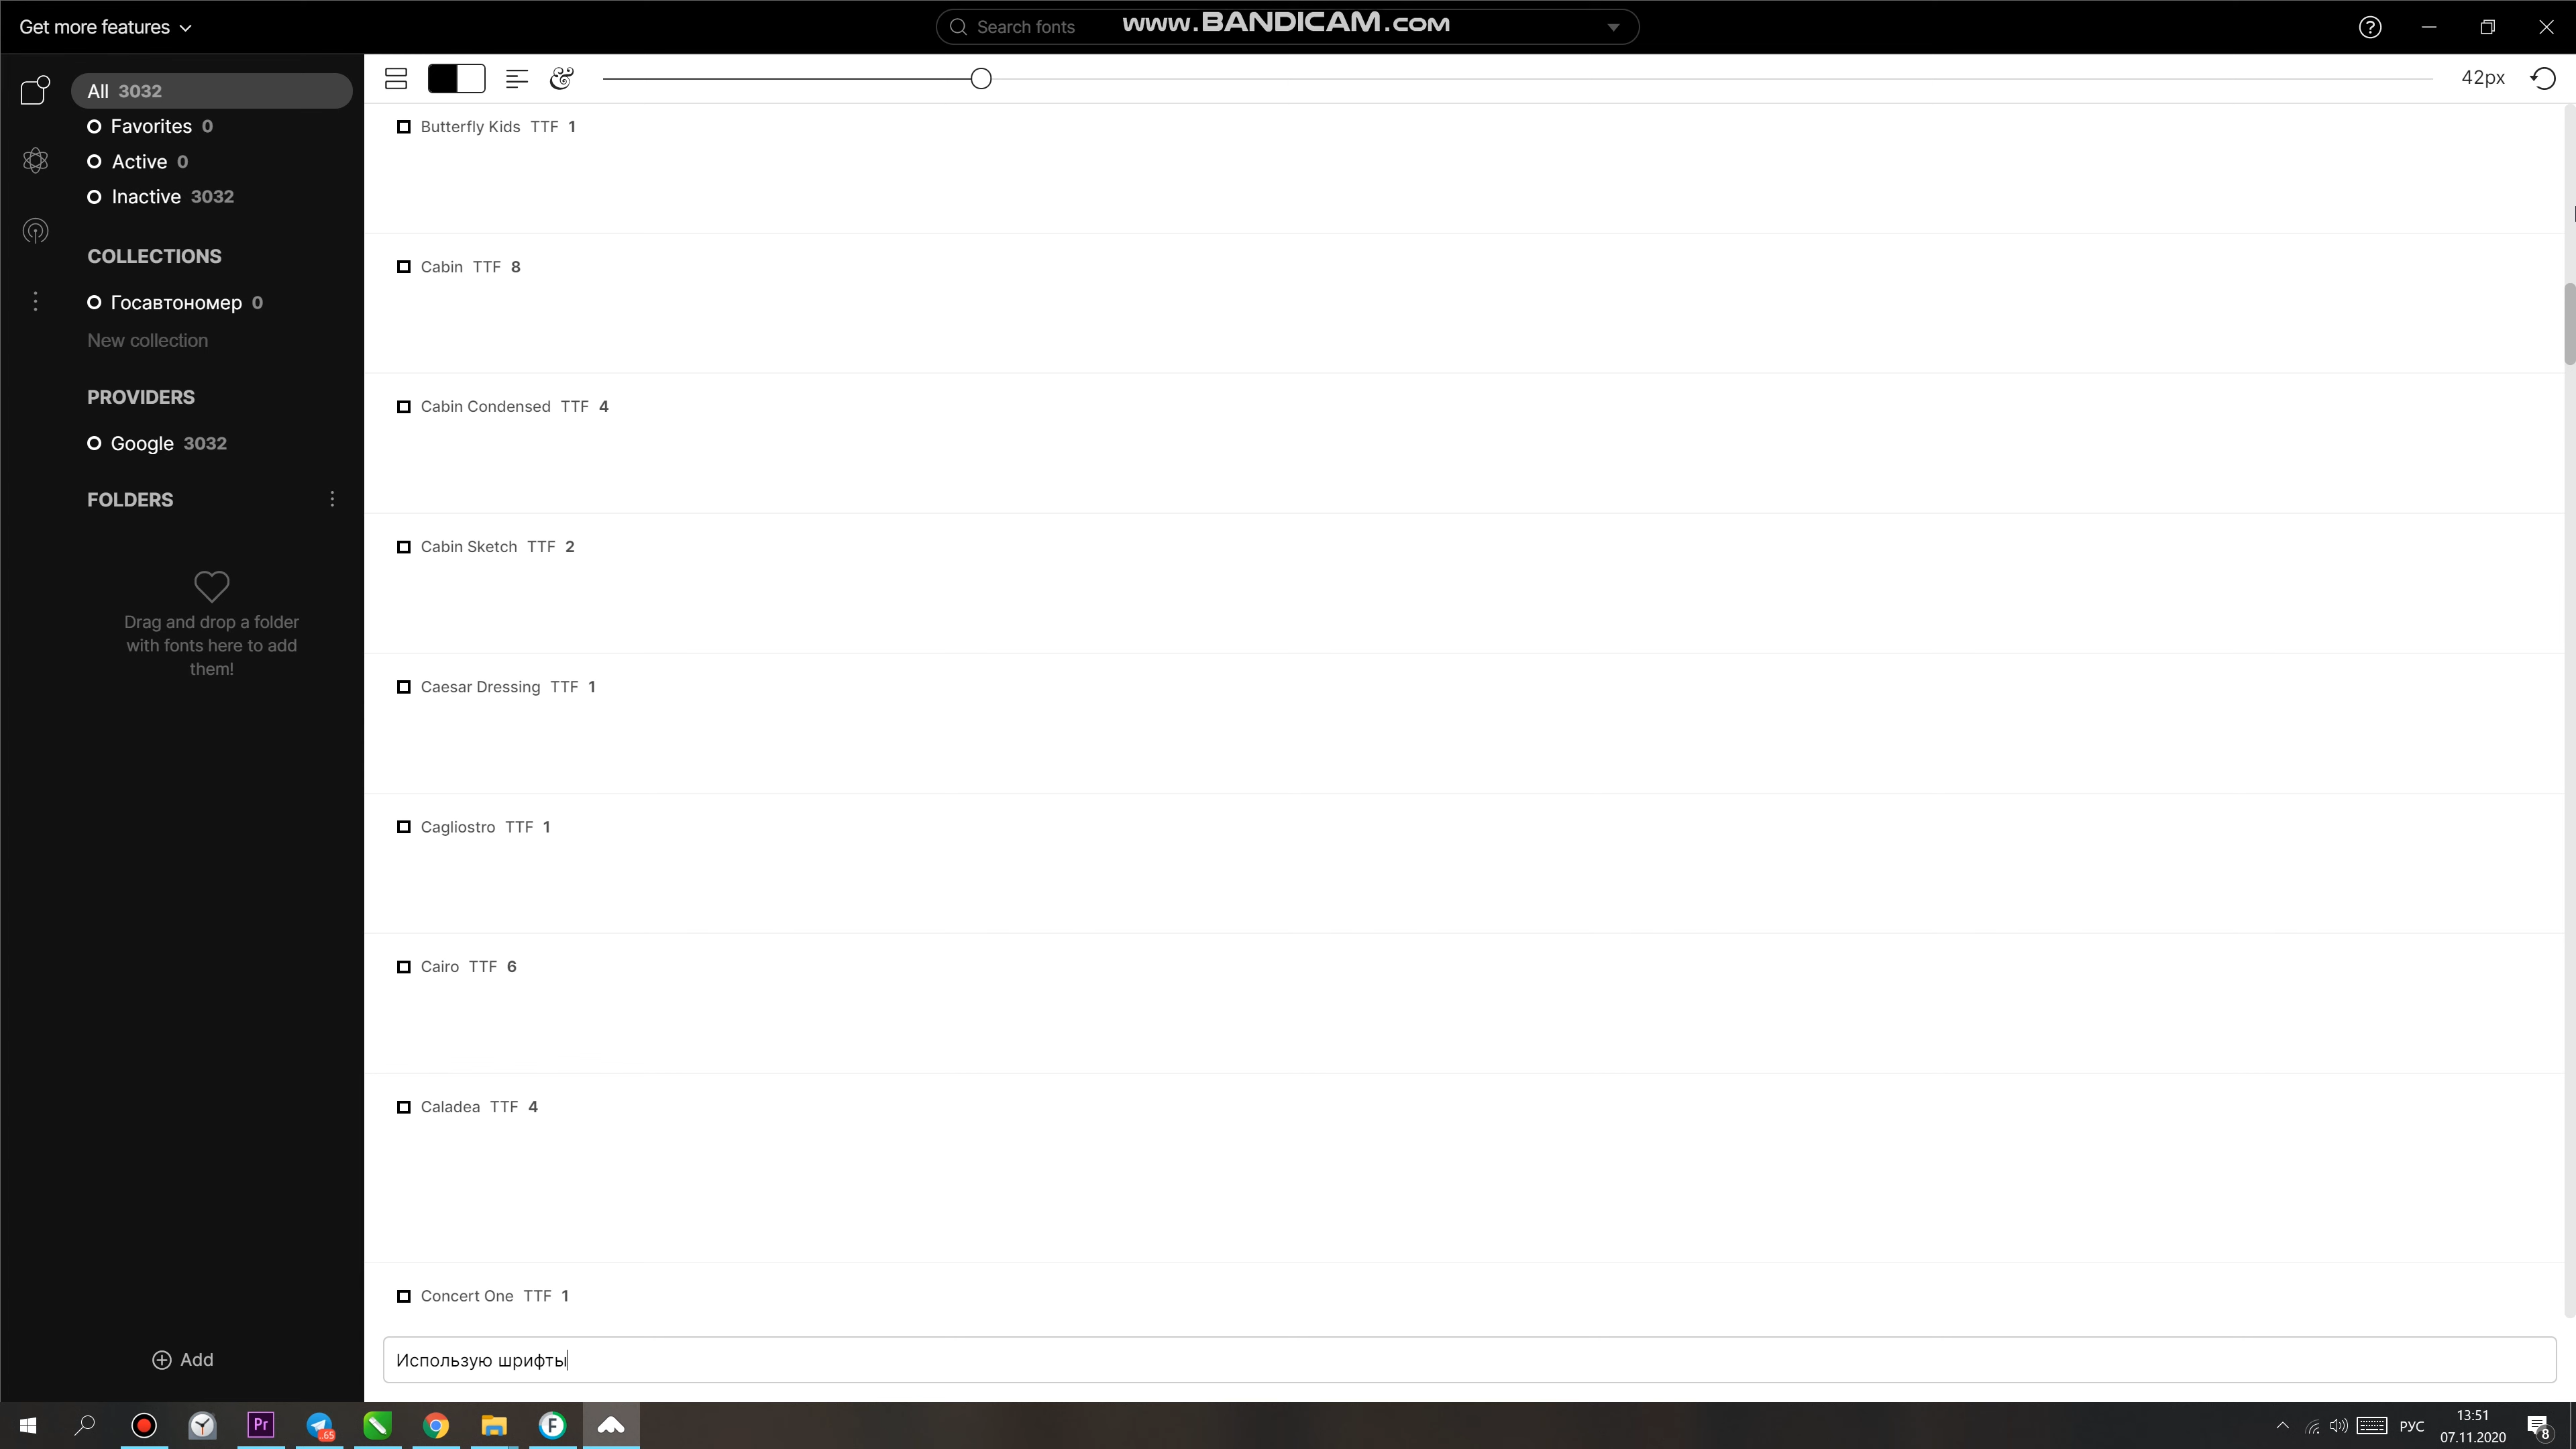 Get more features
Search fonts
www.BANDICAM.COM
All 3032
Favorites 0
Active 0
Inactive 3032
COLLECTIONS
Госавтономер 0
New collection
PROVIDERS
Google 3032
FOLDERS
Drag and drop a folder
with fonts here to add
them!
Add
42px
Butterfly Kids TTF 1
Cabin TTF 8
Cabin Condensed TTF 4
Cabin Sketch TTF 2
Caesar Dressing TTF 1
Cagliostro TTF 1
Cairo TTF 6
Caladea TTF 4
Concert One TTF 1
Использую шрифты
Pr
.65
F
РУС
13:51
07.11.2020
8